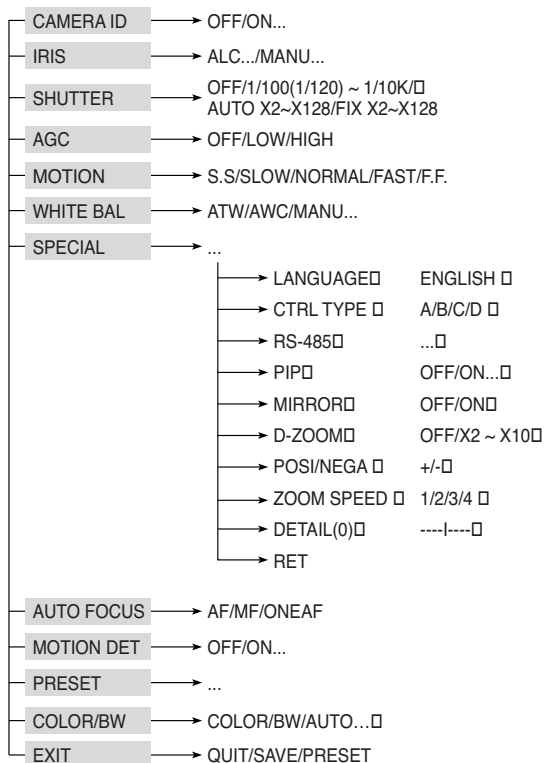 CAMERA ID OFF/ON...
IRIS ALC.../MANU...
SHUTTER OFF/1/100(1/120) ~ 1/10K/□
AUTO X2~X128/FIX X2~X128
AGC OFF/LOW/HIGH
MOTION S.S/SLOW/NORMAL/FAST/F.F.
WHITE BAL ATW/AWC/MANU...
SPECIAL ...
LANGUAGE□ ENGLISH □
CTRL TYPE □ A/B/C/D □
RS-485□ ...□
PIP□ OFF/ON...□
MIRROR□ OFF/ON□
D-ZOOM□ OFF/X2 ~ X10□
POSI/NEGA □ +/-□
ZOOM SPEED □ 1/2/3/4 □
DETAIL(0)□ ----I----□
RET
AUTO FOCUS AF/MF/ONEAF
MOTION DET OFF/ON...
PRESET ...
COLOR/BW COLOR/BW/AUTO...□
EXIT QUIT/SAVE/PRESET